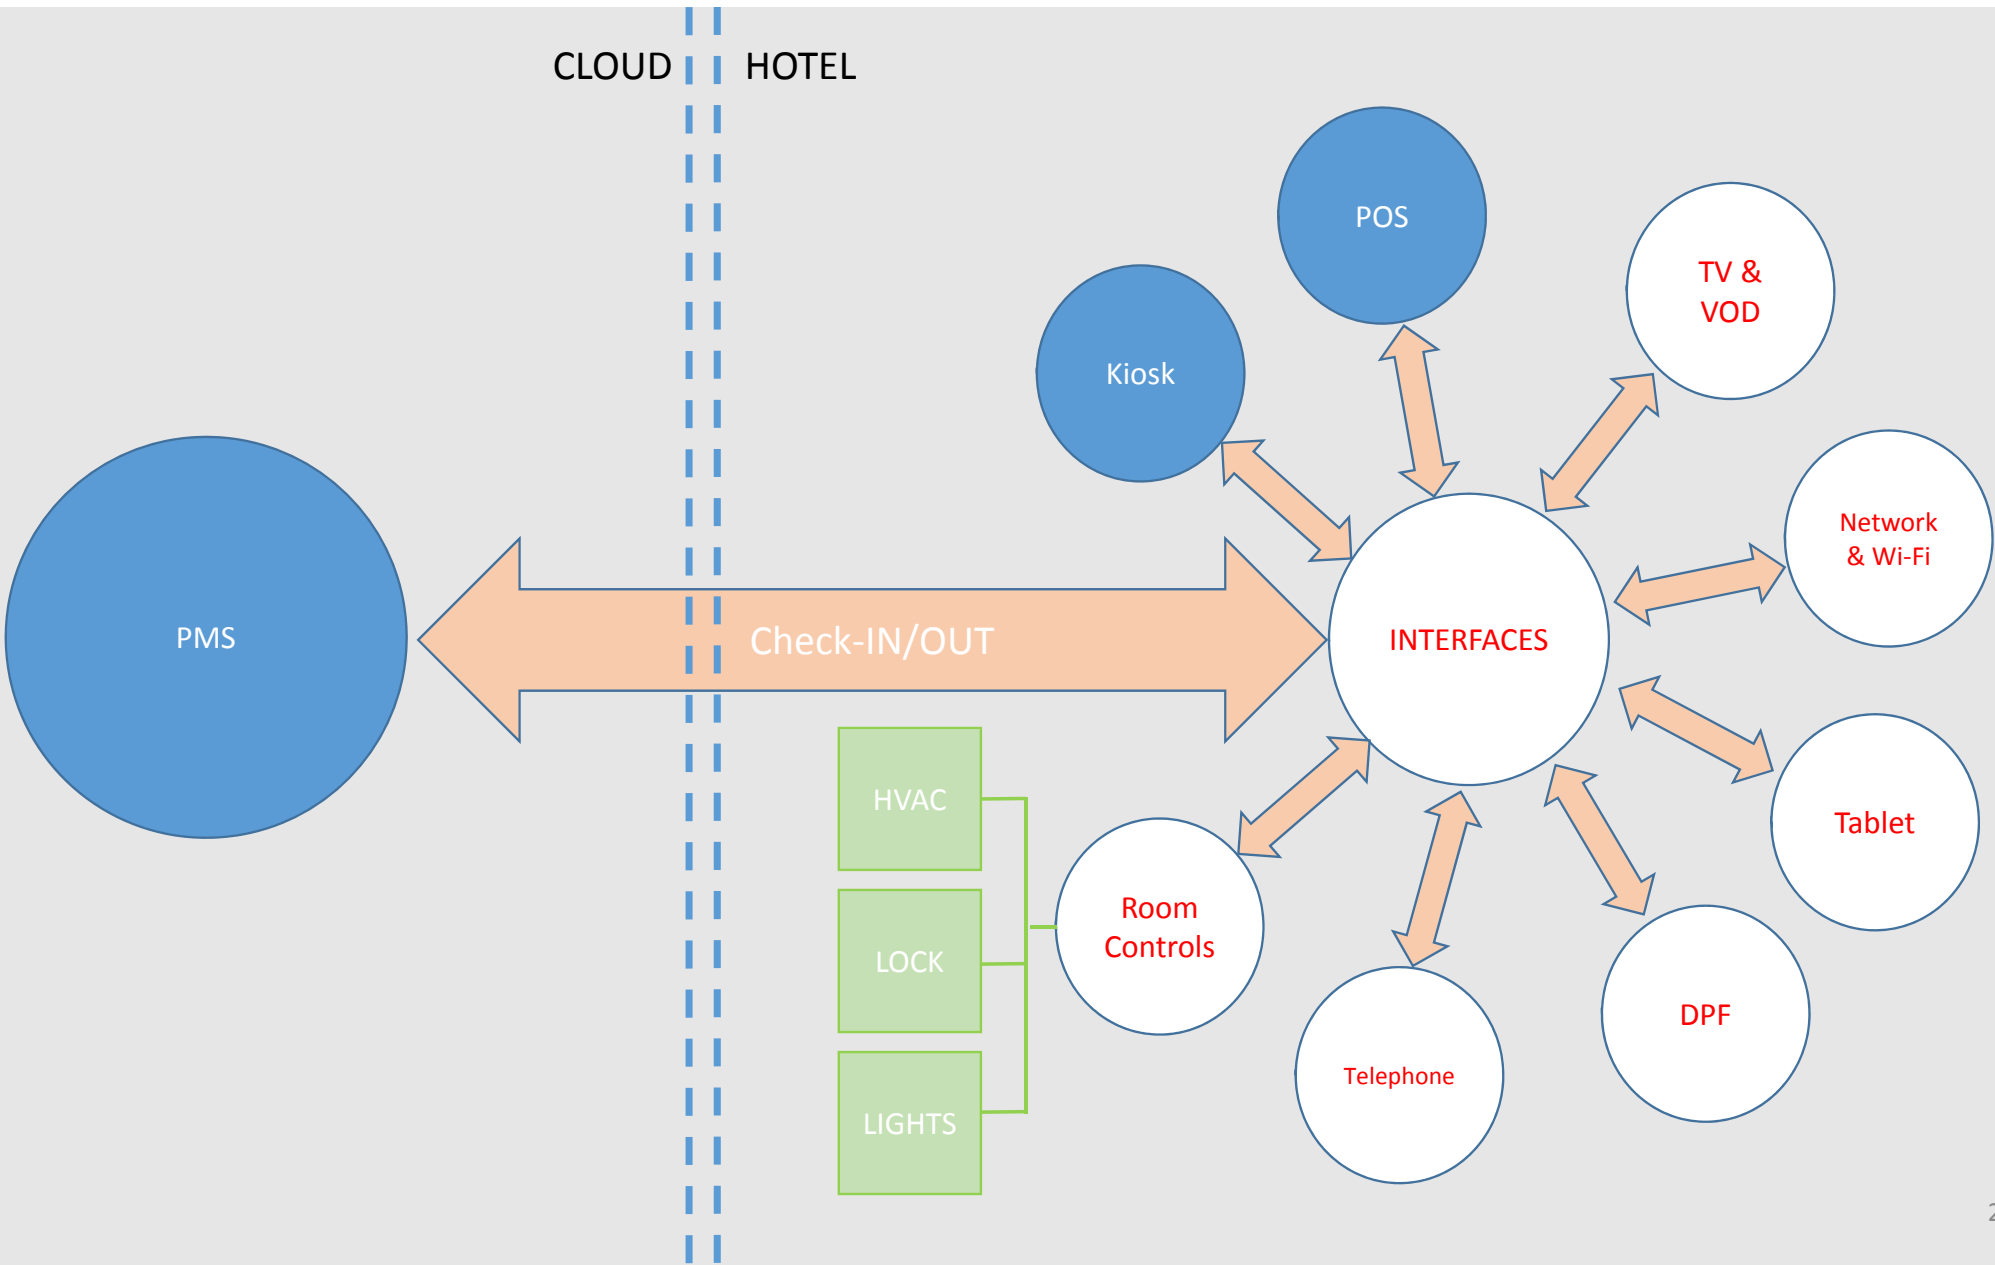 CLOUD
HOTEL
POS
TV &
VOD
Kiosk
Network
& Wi-Fi
PMS
Check-IN/OUT
INTERFACES
HVAC
Tablet
Room
Controls
LOCK
DPF
Telephone
LIGHTS
2